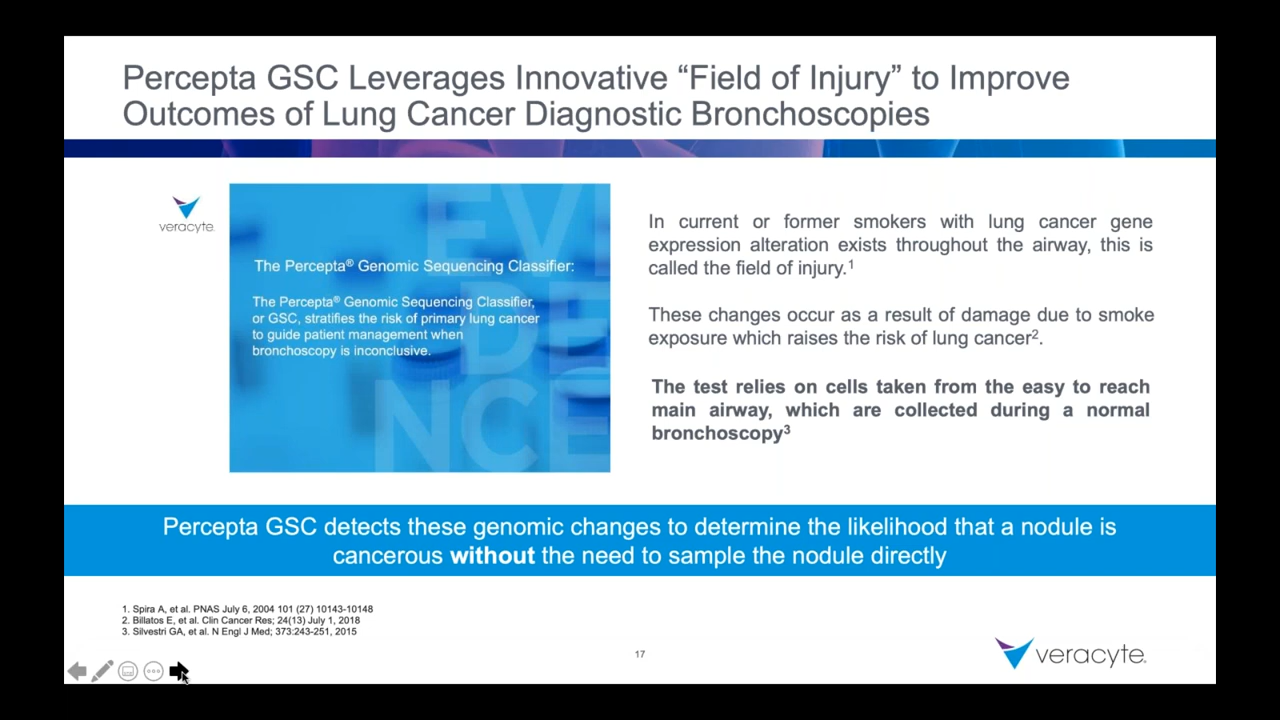 Percepta GSC Leverages Innovative “Field of Injury” to Improve
Outcomes of Lung Cancer Diagnostic Bronchoscopies
veracyte.
EVI
DE
NCE
The Percepta® Genomic Sequencing Classifier:
The Percepta® Genomic Sequencing Classifier,
or GSC, stratifies the risk of primary lung cancer
to guide patient management when
bronchoscopy is inconclusive.
In current or former smokers with lung cancer gene
expression alteration exists throughout the airway, this is
called the field of injury.¹
These changes occur as a result of damage due to smoke
exposure which raises the risk of lung cancer².
The test relies on cells taken from the easy to reach
main airway, which are collected during a normal
bronchoscopy³
Percepta GSC detects these genomic changes to determine the likelihood that a nodule is
cancerous without the need to sample the nodule directly
1. Spira A, et al. PNAS July 6, 2004 101 (27) 10143-10148
2. Billatos E, et al. Clin Cancer Res; 24(13) July 1, 2018
3. Silvestri GA, et al. N Engl J Med; 373:243-251, 2015
17
veracyte.